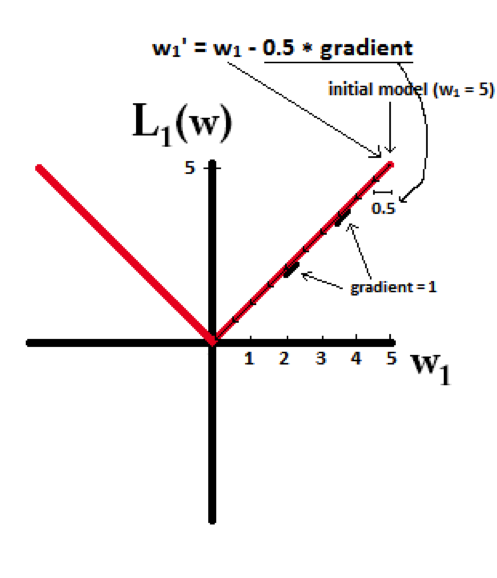 w₁' = w₁ - 0.5 * gradient
initial model (w₁ = 5)
L₁(w)
5
0.5
gradient = 1
1 2 3 4 5
w₁